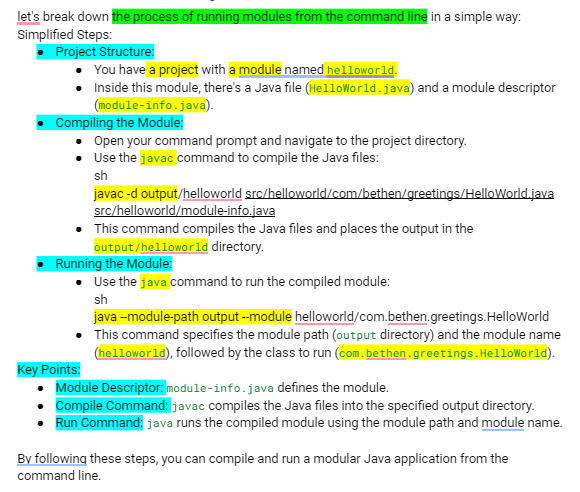 let's break down the process of running modules from the command line in a simple way:
Simplified Steps:
● Project Structure:
● You have a project with a module named helloworld.
● Inside this module, there's a Java file (HelloWorld.java) and a module descriptor
(module-info.java).
● Compiling the Module:
● Open your command prompt and navigate to the project directory.
● Use the javac command to compile the Java files:
sh
javac -d output/helloworld src/helloworld/com/bethen/greetings/HelloWorld.java
src/helloworld/module-info.java
● This command compiles the Java files and places the output in the
output/helloworld directory.
● Running the Module:
● Use the java command to run the compiled module:
sh
java --module-path output --module helloworld/com.bethen.greetings.HelloWorld
● This command specifies the module path (output directory) and the module name
(helloworld), followed by the class to run (com.bethen.greetings.HelloWorld).
Key Points:
● Module Descriptor: module-info.java defines the module.
● Compile Command: javac compiles the Java files into the specified output directory.
● Run Command: java runs the compiled module using the module path and module name.
By following these steps, you can compile and run a modular Java application from the
command line.